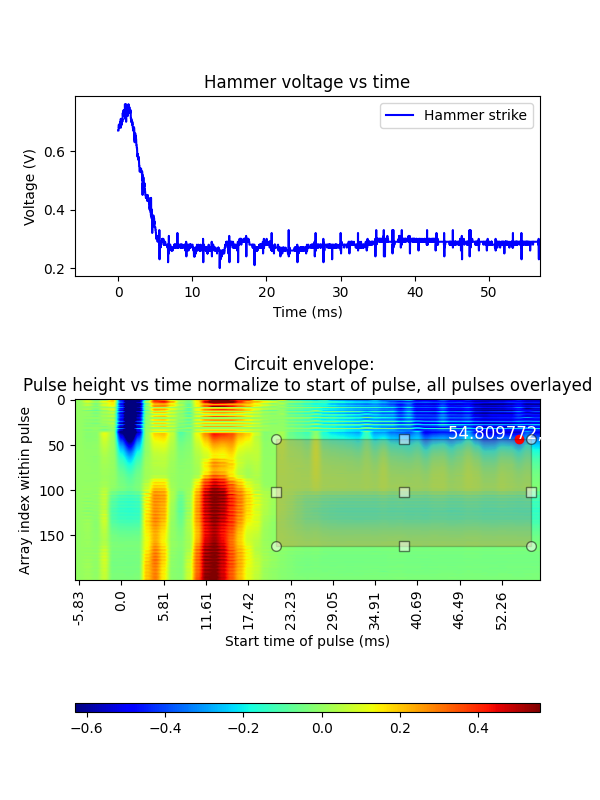 Hammer voltage vs time
Hammer strike
Voltage (V)
0.6
0.4
0.2
0 10 20 30 40 50
Time (ms)
Circuit envelope:
Pulse height vs time normalize to start of pulse, all pulses overlayed
Array index within pulse
0
50
100
150
54.809772,
-5.83 0.0 5.81 11.61 17.42 23.23 29.05 34.91 40.69 46.49 52.26
Start time of pulse (ms)
−0.6 −0.4 −0.2 0.0 0.2 0.4